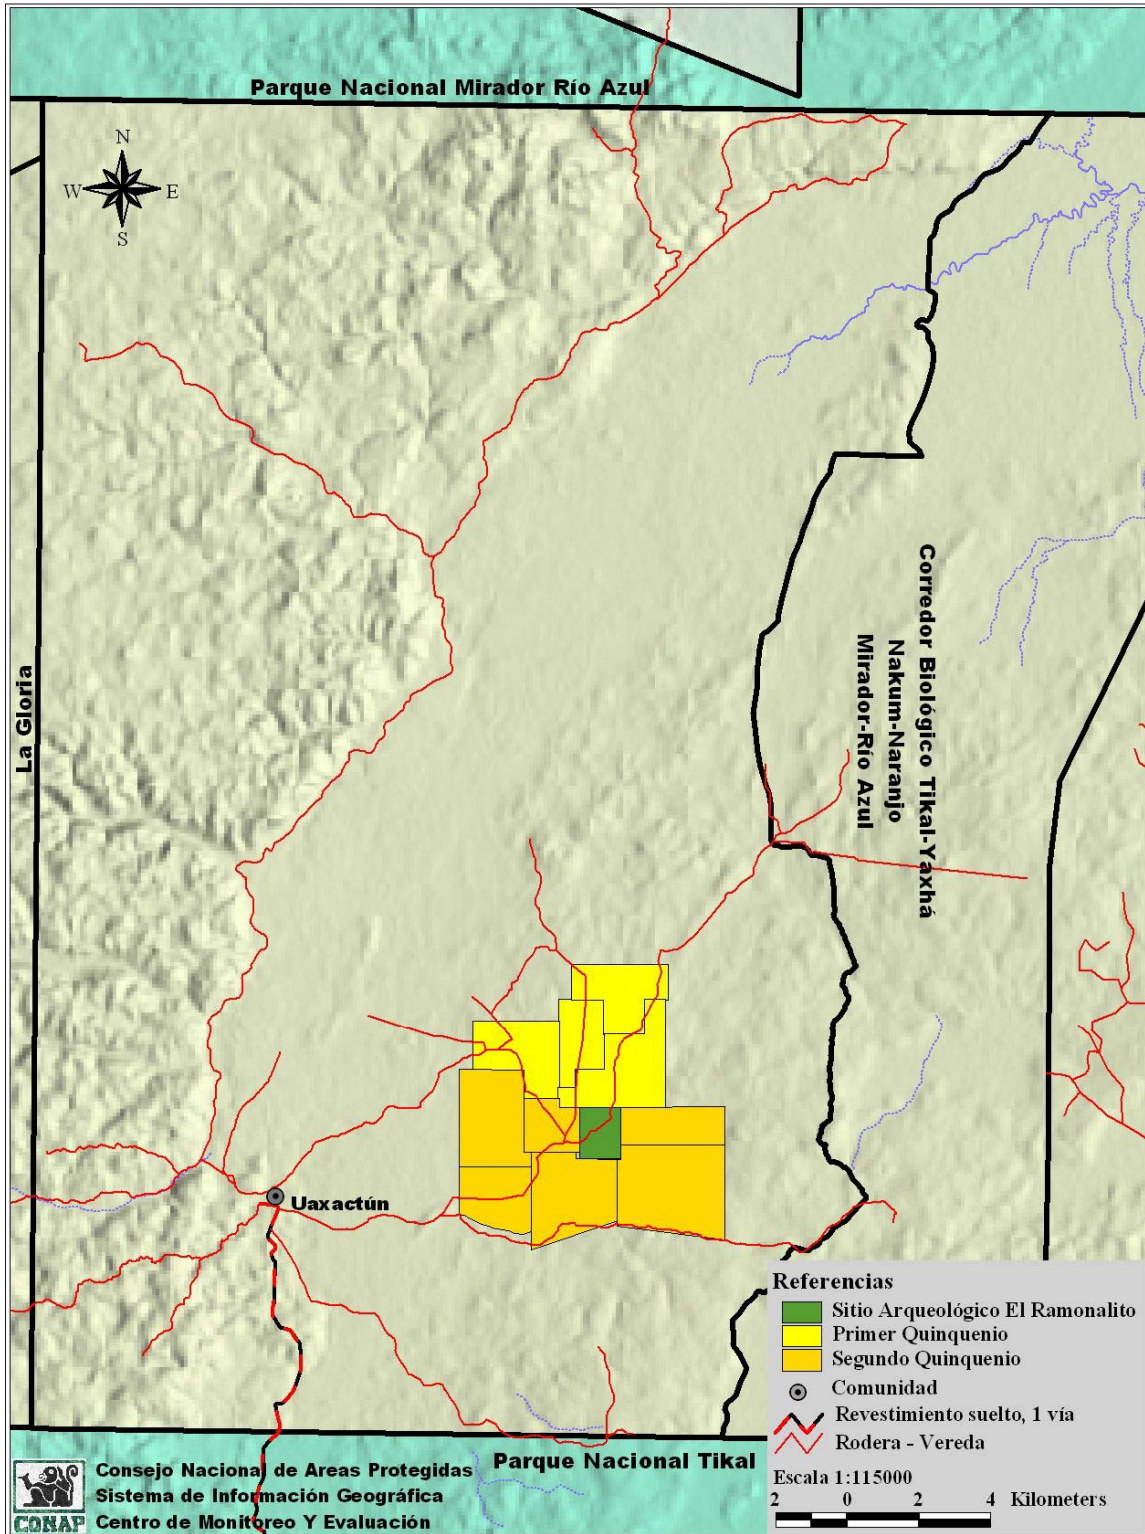 Parque Nacional Mirador Río Azul
N
W
E
S
La Gloria
Corredor Biológico Tikal-Yaxhá
Nakum-Naranjo
Mirador-Río Azul
Uaxactún
Referencias
Sitio Arqueológico El Ramonalito
Primer Quinquenio
Segundo Quinquenio
Comunidad
Revestimiento suelto, 1 vía
Rodera - Vereda
Escala 1:115000
2 0 2 4 Kilometers
Parque Nacional Tikal
CONAP
Consejo Nacional de Areas Protegidas
Sistema de Información Geográfica
Centro de Monitoreo Y Evaluación